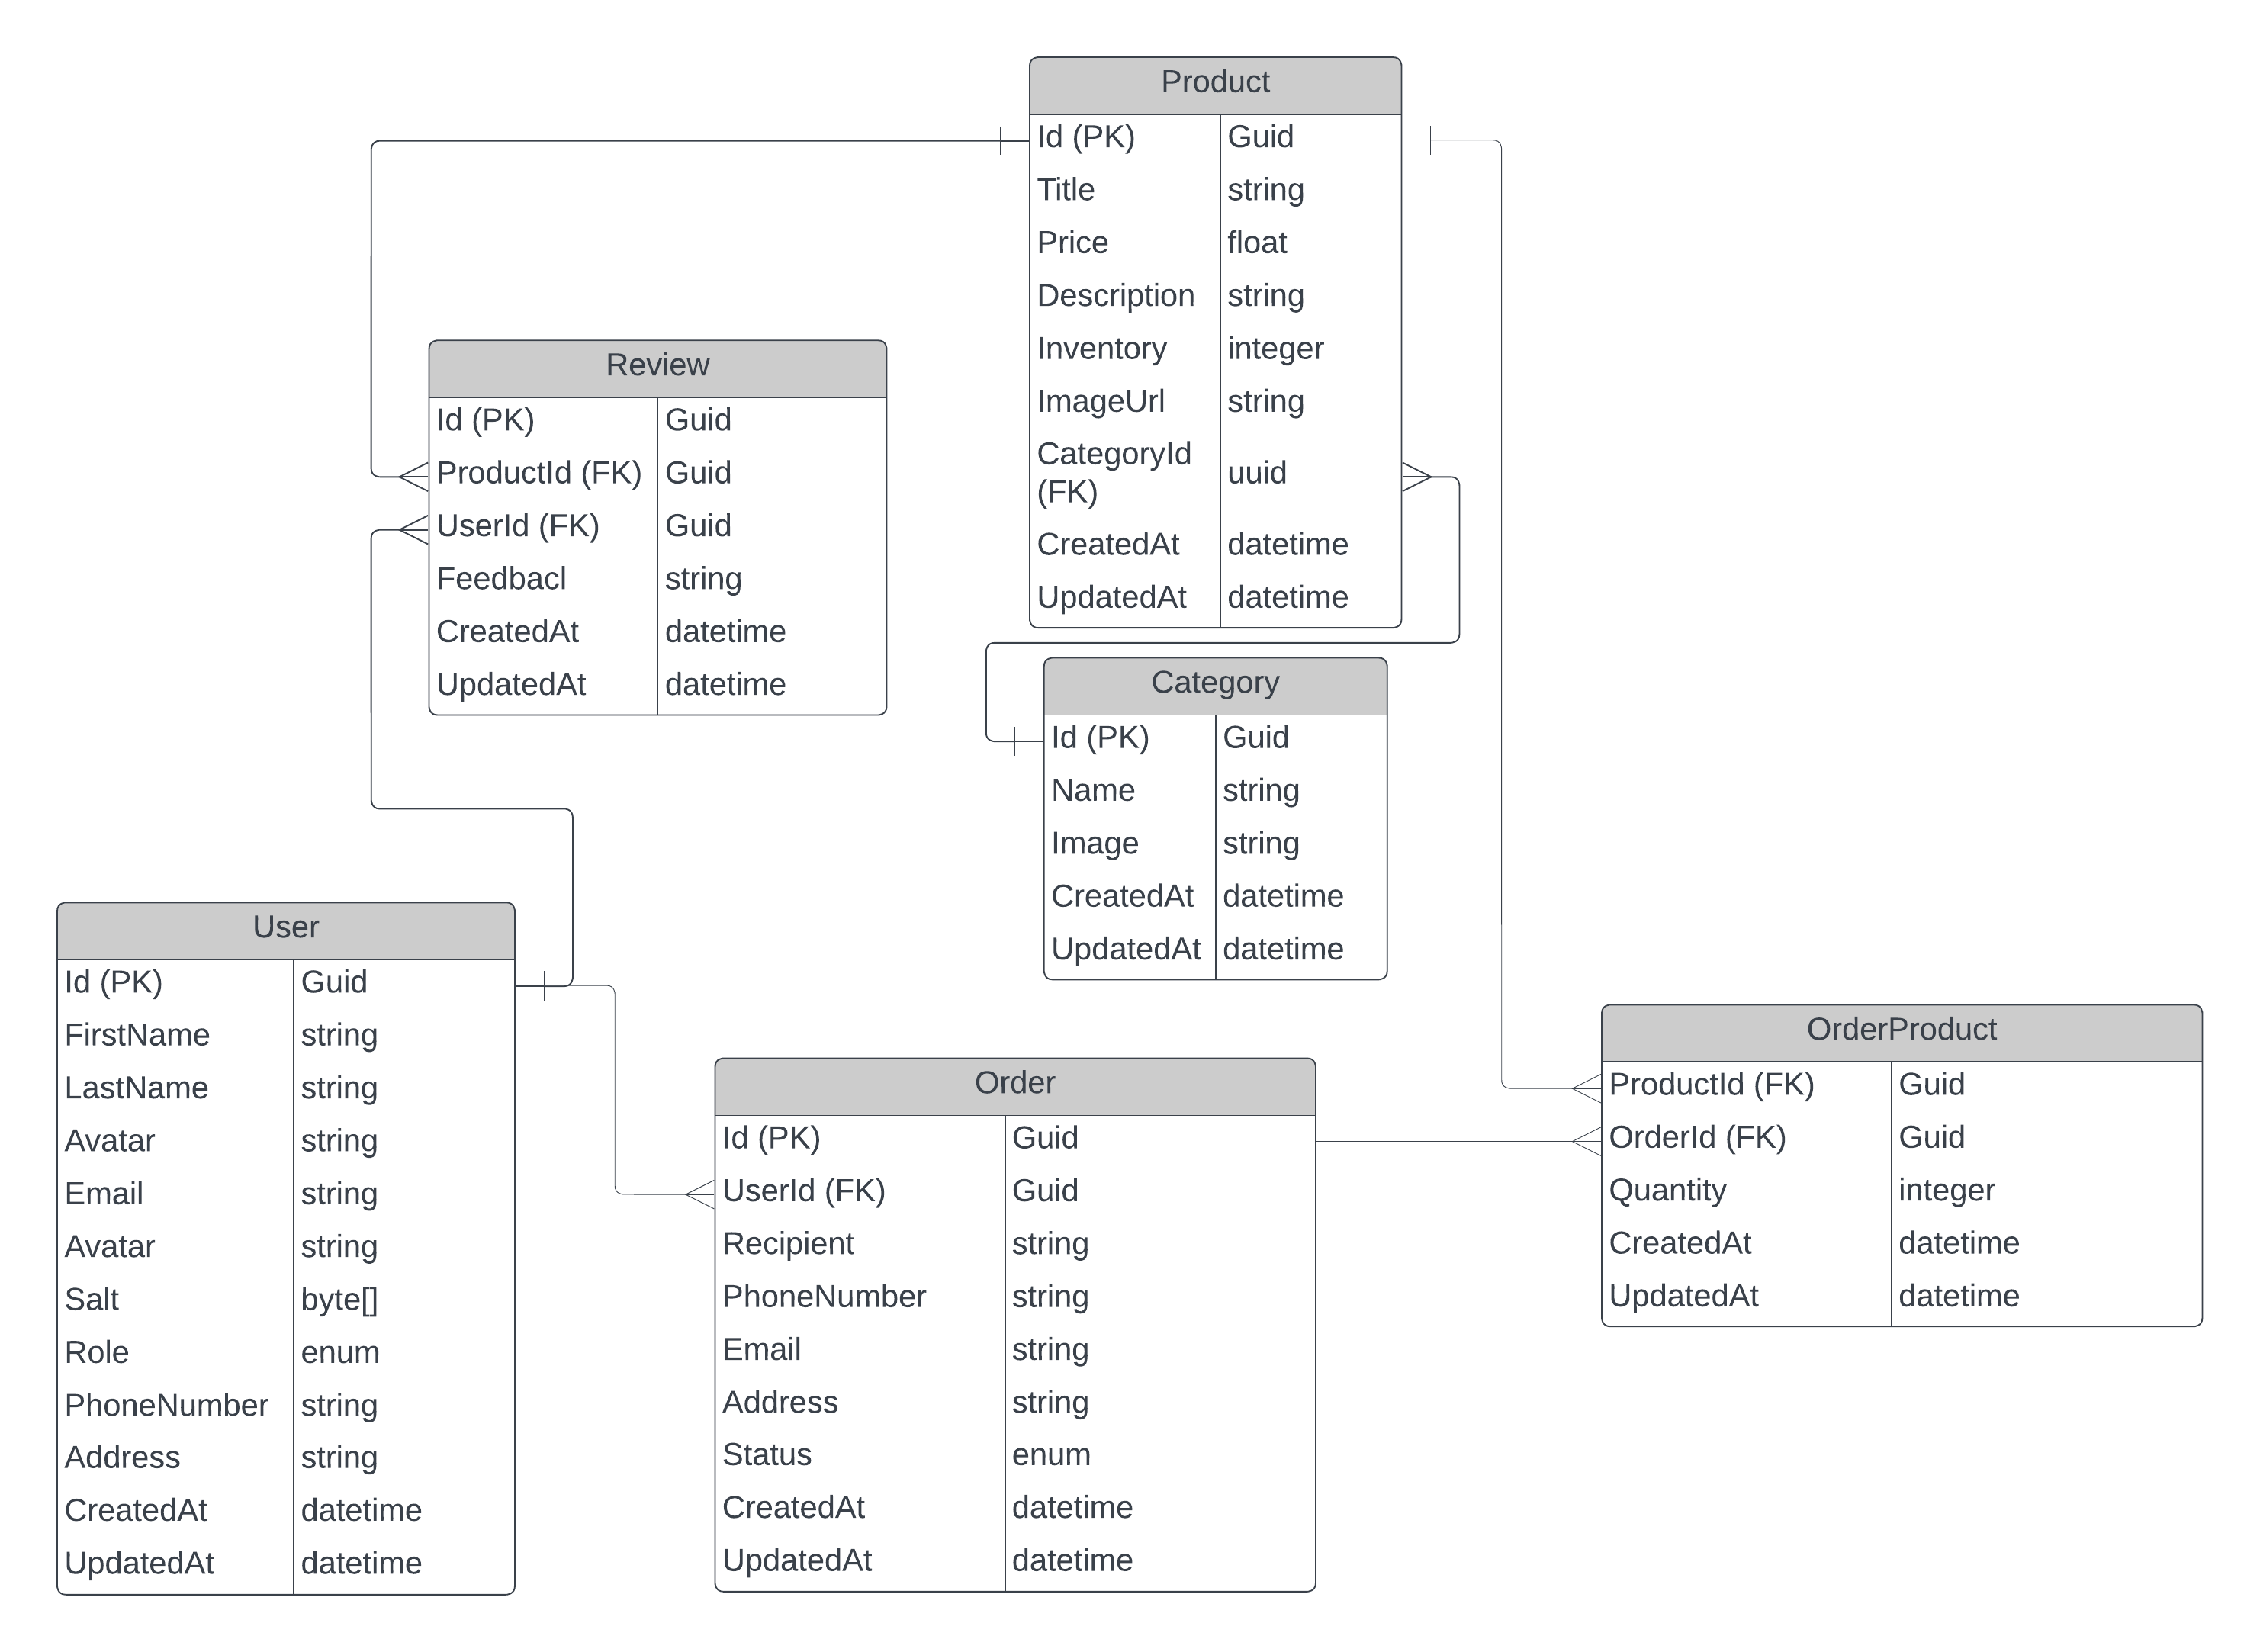 Product
Id (PK) Guid
Title string
Price float
Description string
Inventory integer
ImageUrl string
CategoryId
(FK) uuid
CreatedAt datetime
UpdatedAt datetime
Review
Id (PK) Guid
ProductId (FK) Guid
UserId (FK) Guid
Feedbacl string
CreatedAt datetime
UpdatedAt datetime
Category
Id (PK) Guid
Name string
Image string
CreatedAt datetime
UpdatedAt datetime
User
Id (PK) Guid
FirstName string
LastName string
Avatar string
Email string
Avatar string
Salt byte[]
Role enum
PhoneNumber string
Address string
CreatedAt datetime
UpdatedAt datetime
Order
Id (PK) Guid
UserId (FK) Guid
Recipient string
PhoneNumber string
Email string
Address string
Status enum
CreatedAt datetime
UpdatedAt datetime
OrderProduct
ProductId (FK) Guid
OrderId (FK) Guid
Quantity integer
CreatedAt datetime
UpdatedAt datetime